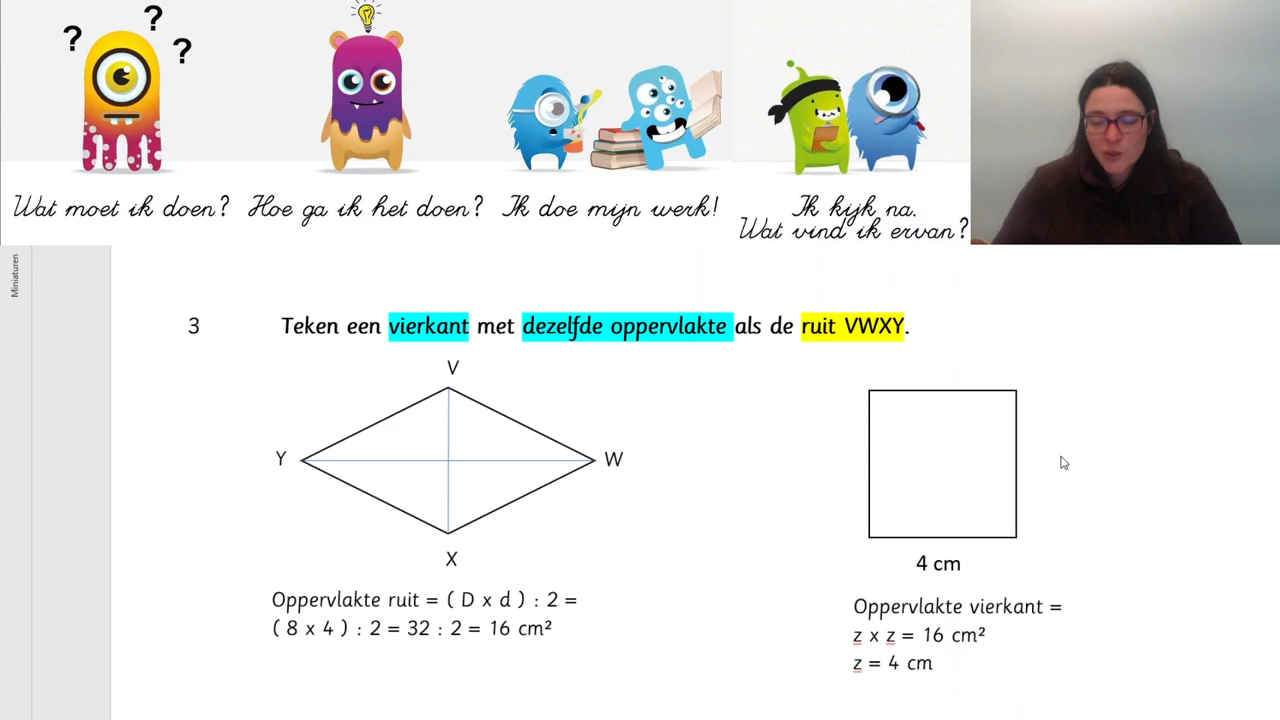 ? ? ?
Wat moet ik doen?
Hoe ga ik het doen?
Ik doe mijn werk!
Ik kijk na.
Wat vind ik ervan?
Miniaturen
3 Teken een vierkant met dezelfde oppervlakte als de ruit VWXY.
V
Y
W
X
4 cm
Oppervlakte ruit = ( D x d ) : 2 =
( 8 x 4 ) : 2 = 32 : 2 = 16 cm²
Oppervlakte vierkant =
z x z = 16 cm²
z = 4 cm